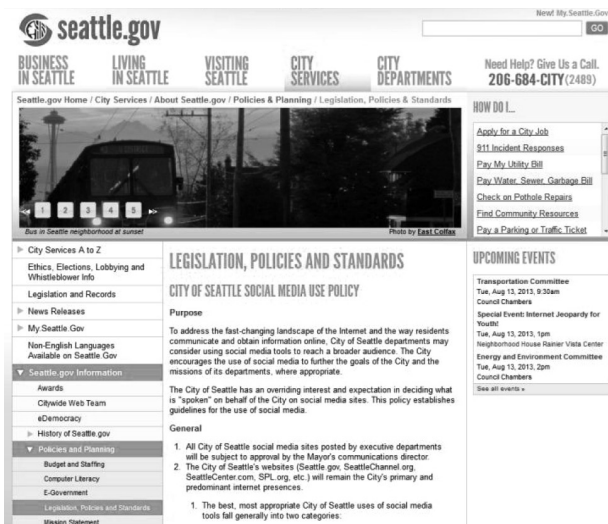 New! My.Seattle.Gov
seattle.gov
GO
BUSINESS
IN SEATTLE
LIVING
IN SEATTLE
VISITING
SEATTLE
CITY
SERVICES
CITY
DEPARTMENTS
Need Help? Give Us a Call.
206-684-CITY(2489)
Seattle.gov Home / City Services / About Seattle.gov / Policies & Planning / Legislation, Policies & Standards
1 2 3 4 5
Bus in Seattle neighborhood at sunset
Photo by East Colfax
HOW DO I...
Apply for a City Job
911 Incident Responses
Pay My Utility Bill
Pay Water, Sewer, Garbage Bill
Check on Pothole Repairs
Find Community Resources
Pay a Parking or Traffic Ticket
City Services A to Z
Ethics, Elections, Lobbying and
Whistleblower Info
Legislation and Records
News Releases
My.Seattle.Gov
Non-English Languages
Available on Seattle.Gov
Seattle.gov Information
Awards
Citywide Web Team
eDemocracy
History of Seattle.gov
Policies and Planning
Budget and Staffing
Computer Literacy
E-Government
Legislation, Policies and Standards
Mission Statement
LEGISLATION, POLICIES AND STANDARDS
CITY OF SEATTLE SOCIAL MEDIA USE POLICY
Purpose
To address the fast-changing landscape of the Internet and the way residents
communicate and obtain information online, City of Seattle departments may
consider using social media tools to reach a broader audience. The City
encourages the use of social media to further the goals of the City and the
missions of its departments, where appropriate.
The City of Seattle has an overriding interest and expectation in deciding what
is "spoken" on behalf of the City on social media sites. This policy establishes
guidelines for the use of social media.
General
1. All City of Seattle social media sites posted by executive departments
will be subject to approval by the Mayor's communications director.
2. The City of Seattle's websites (Seattle.gov, SeattleChannel.org,
SeattleCenter.com, SPL.org, etc.) will remain the City's primary and
predominant internet presences.
1. The best, most appropriate City of Seattle uses of social media
tools fall generally into two categories:
UPCOMING EVENTS
Transportation Committee
Tue, Aug 13, 2013, 9:30am
Council Chambers
Special Event: Internet Jeopardy for
Youth!
Tue, Aug 13, 2013, 1pm
Neighborhood House Rainier Vista Center
Energy and Environment Committee
Tue, Aug 13, 2013, 2pm
Council Chambers
See all events »